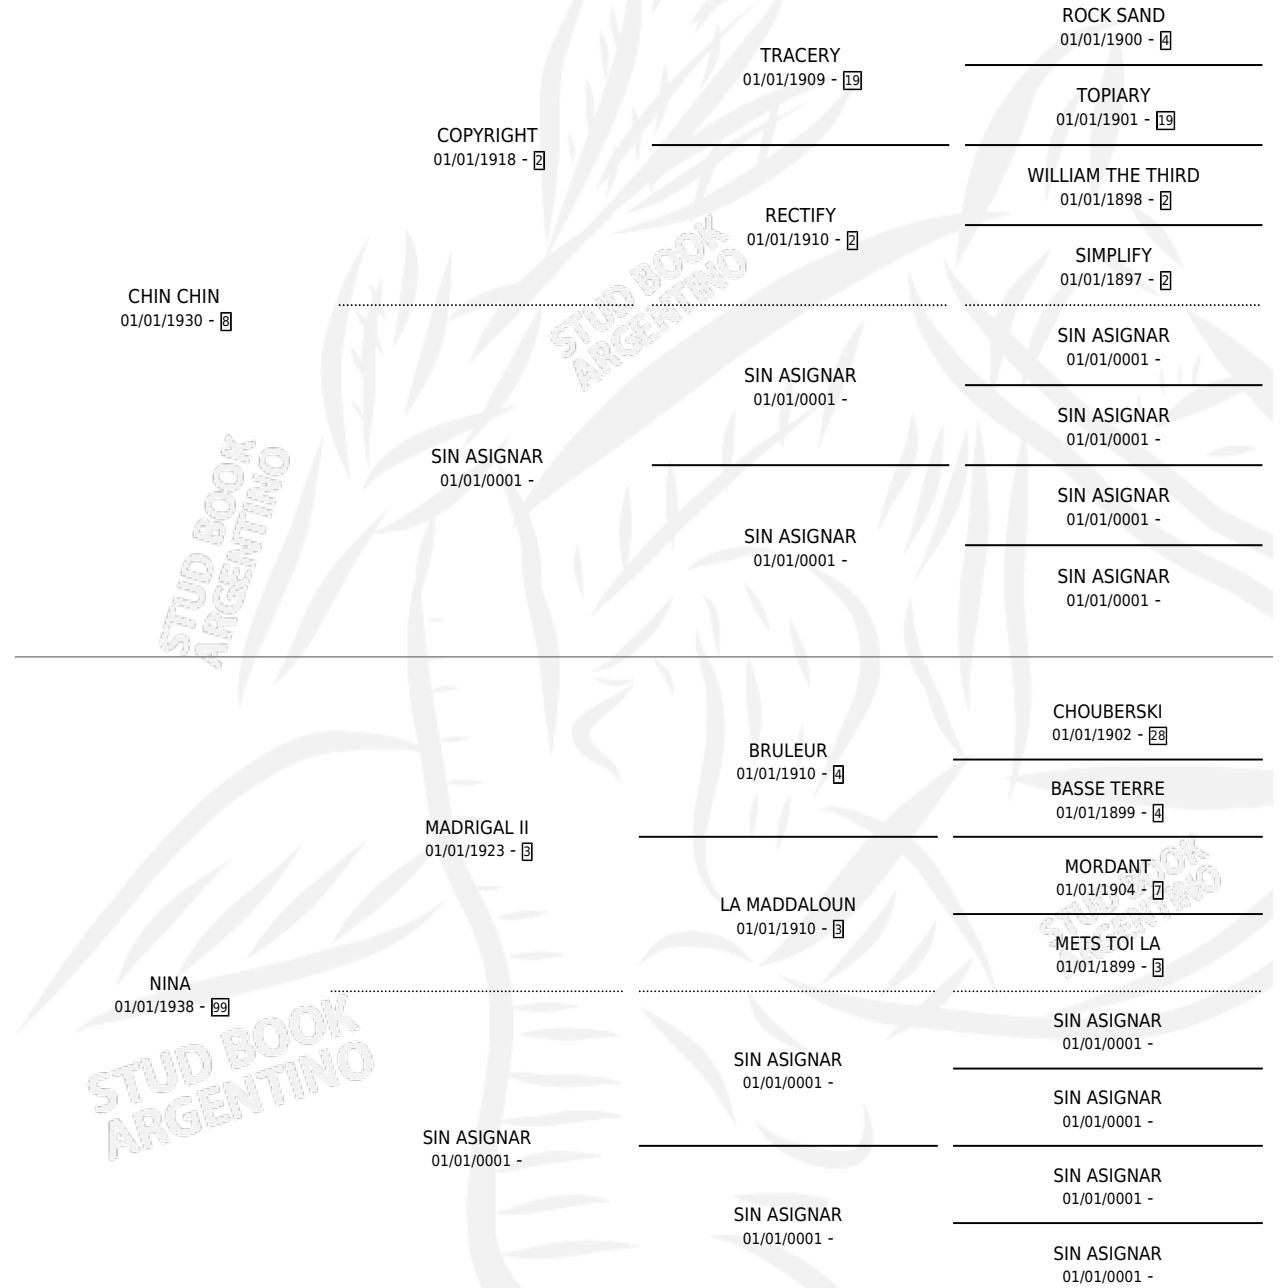 ROCK SAND
01/01/1900 - 4
TRACERY
01/01/1909 - 19
TOPIARY
01/01/1901 - 19
COPYRIGHT
01/01/1918 - 2
WILLIAM THE THIRD
01/01/1898 - 2
RECTIFY
01/01/1910 - 2
SIMPLIFY
01/01/1897 - 2
CHIN CHIN
01/01/1930 - 8
SIN ASIGNAR
01/01/0001 -
SIN ASIGNAR
01/01/0001 -
SIN ASIGNAR
01/01/0001 -
SIN ASIGNAR
01/01/0001 -
SIN ASIGNAR
01/01/0001 -
SIN ASIGNAR
01/01/0001 -
SIN ASIGNAR
01/01/0001 -
STUD BOOK
ARGENTINO
STUD BOOK
ARGENTINO
CHOUBERSKI
01/01/1902 - 28
BRULEUR
01/01/1910 - 4
BASSE TERRE
01/01/1899 - 4
MADRIGAL II
01/01/1923 - 3
MORDANT
01/01/1904 - 7
LA MADDALOUN
01/01/1910 - 3
METS TOI LA
01/01/1899 - 3
NINA
01/01/1938 - 99
SIN ASIGNAR
01/01/0001 -
SIN ASIGNAR
01/01/0001 -
SIN ASIGNAR
01/01/0001 -
SIN ASIGNAR
01/01/0001 -
SIN ASIGNAR
01/01/0001 -
SIN ASIGNAR
01/01/0001 -
SIN ASIGNAR
01/01/0001 -
STUD BOOK
ARGENTINO
STUD BOOK
ARGENTINO